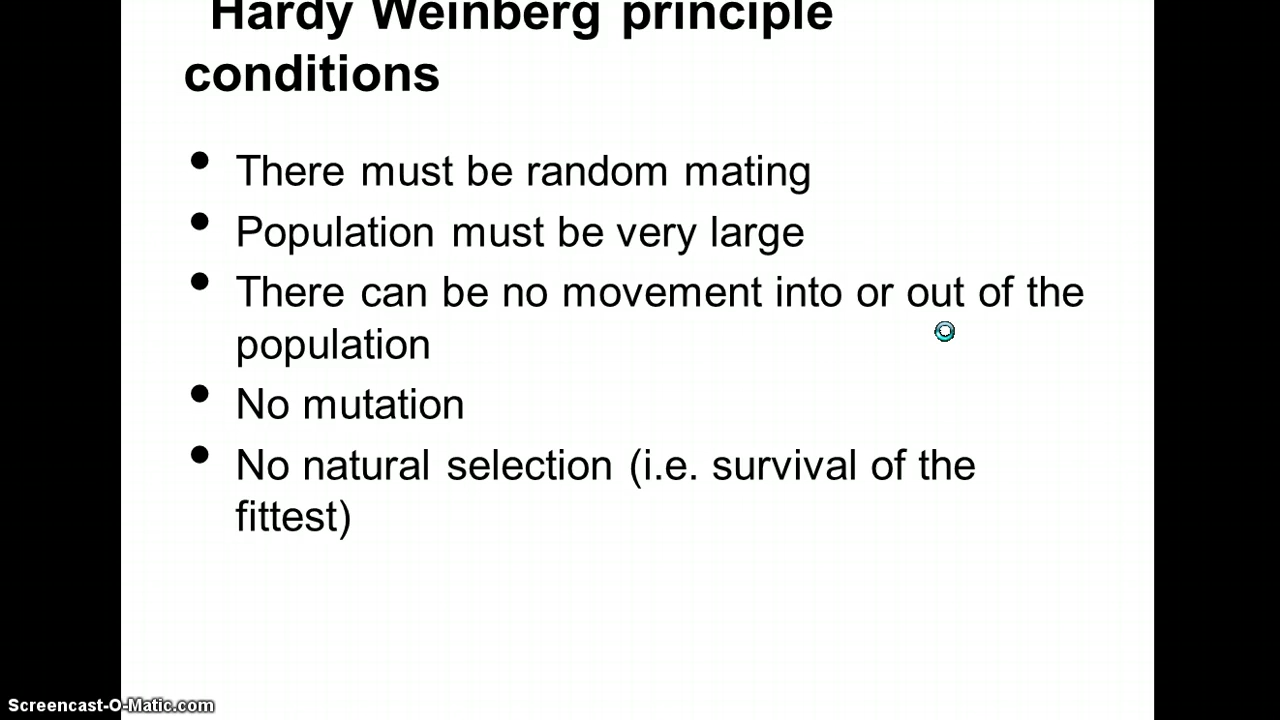 Hardy Weinberg principle
conditions
• There must be random mating
• Population must be very large
• There can be no movement into or out of the
population
• No mutation
• No natural selection (i.e. survival of the
fittest)
Screencast-O-Matic.com